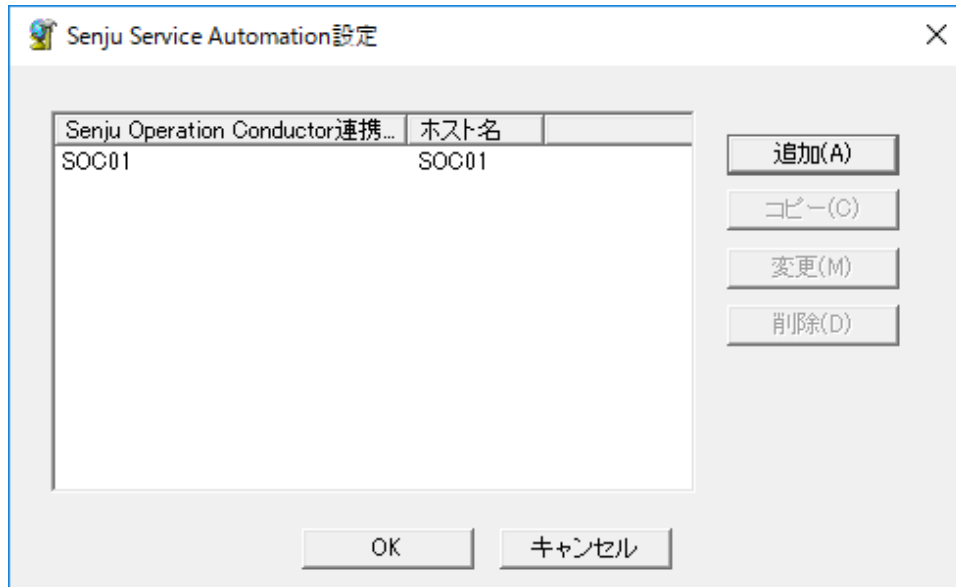 Senju Service Automation設定
Senju Operation Conductor連携... ホスト名
SOC01 SOC01
追加(A)
コピー(C)
変更(M)
削除(D)
OK キャンセル